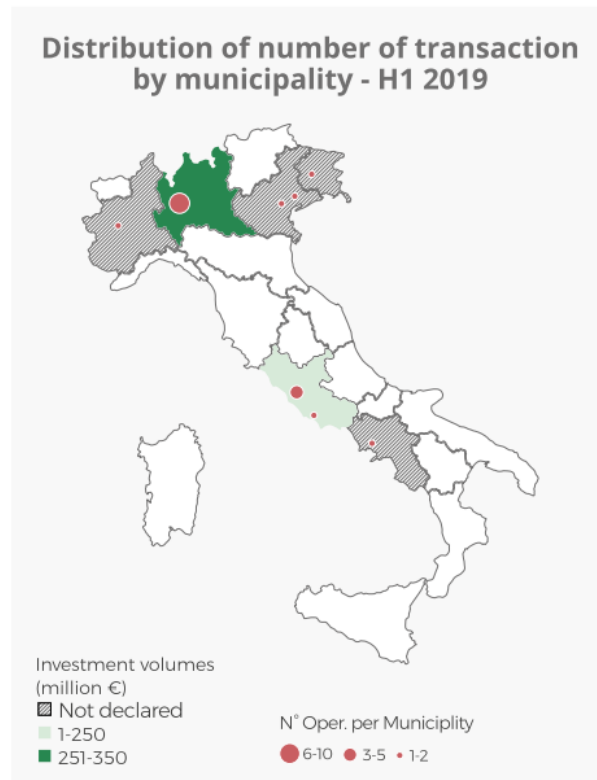 Distribution of number of transaction
by municipality - H1 2019
Investment volumes
(million €)
Not declared
1-250
251-350
N° Oper. per Municiplity
6-10 3-5 1-2